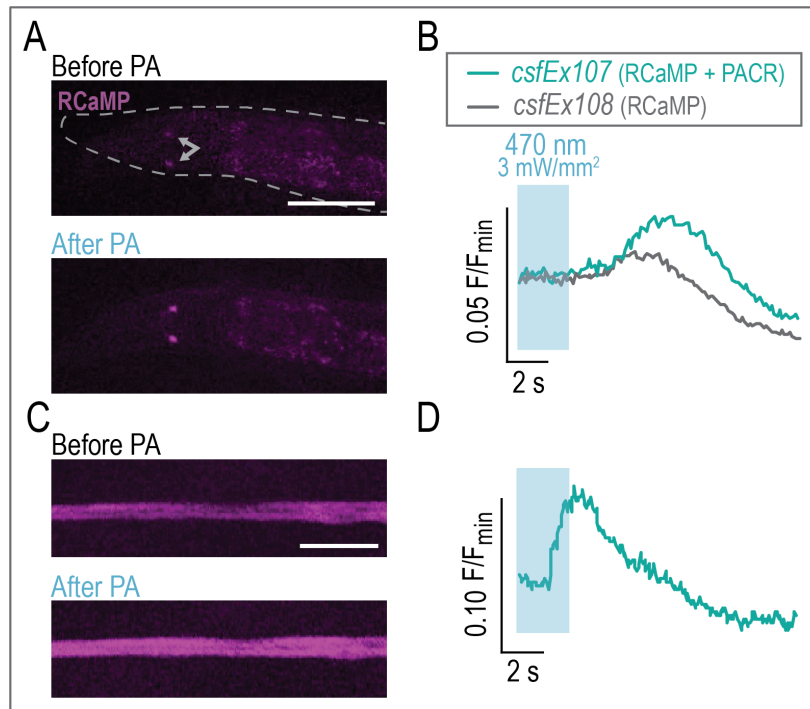 A
Before PA
RCaMP
After PA
B
csfEx107 (RCaMP + PACR)
csfEx108 (RCaMP)
470 nm
3 mW/mm²
0.05 F/Fmin
2 s
C
Before PA
After PA
D
0.10 F/Fmin
2 s